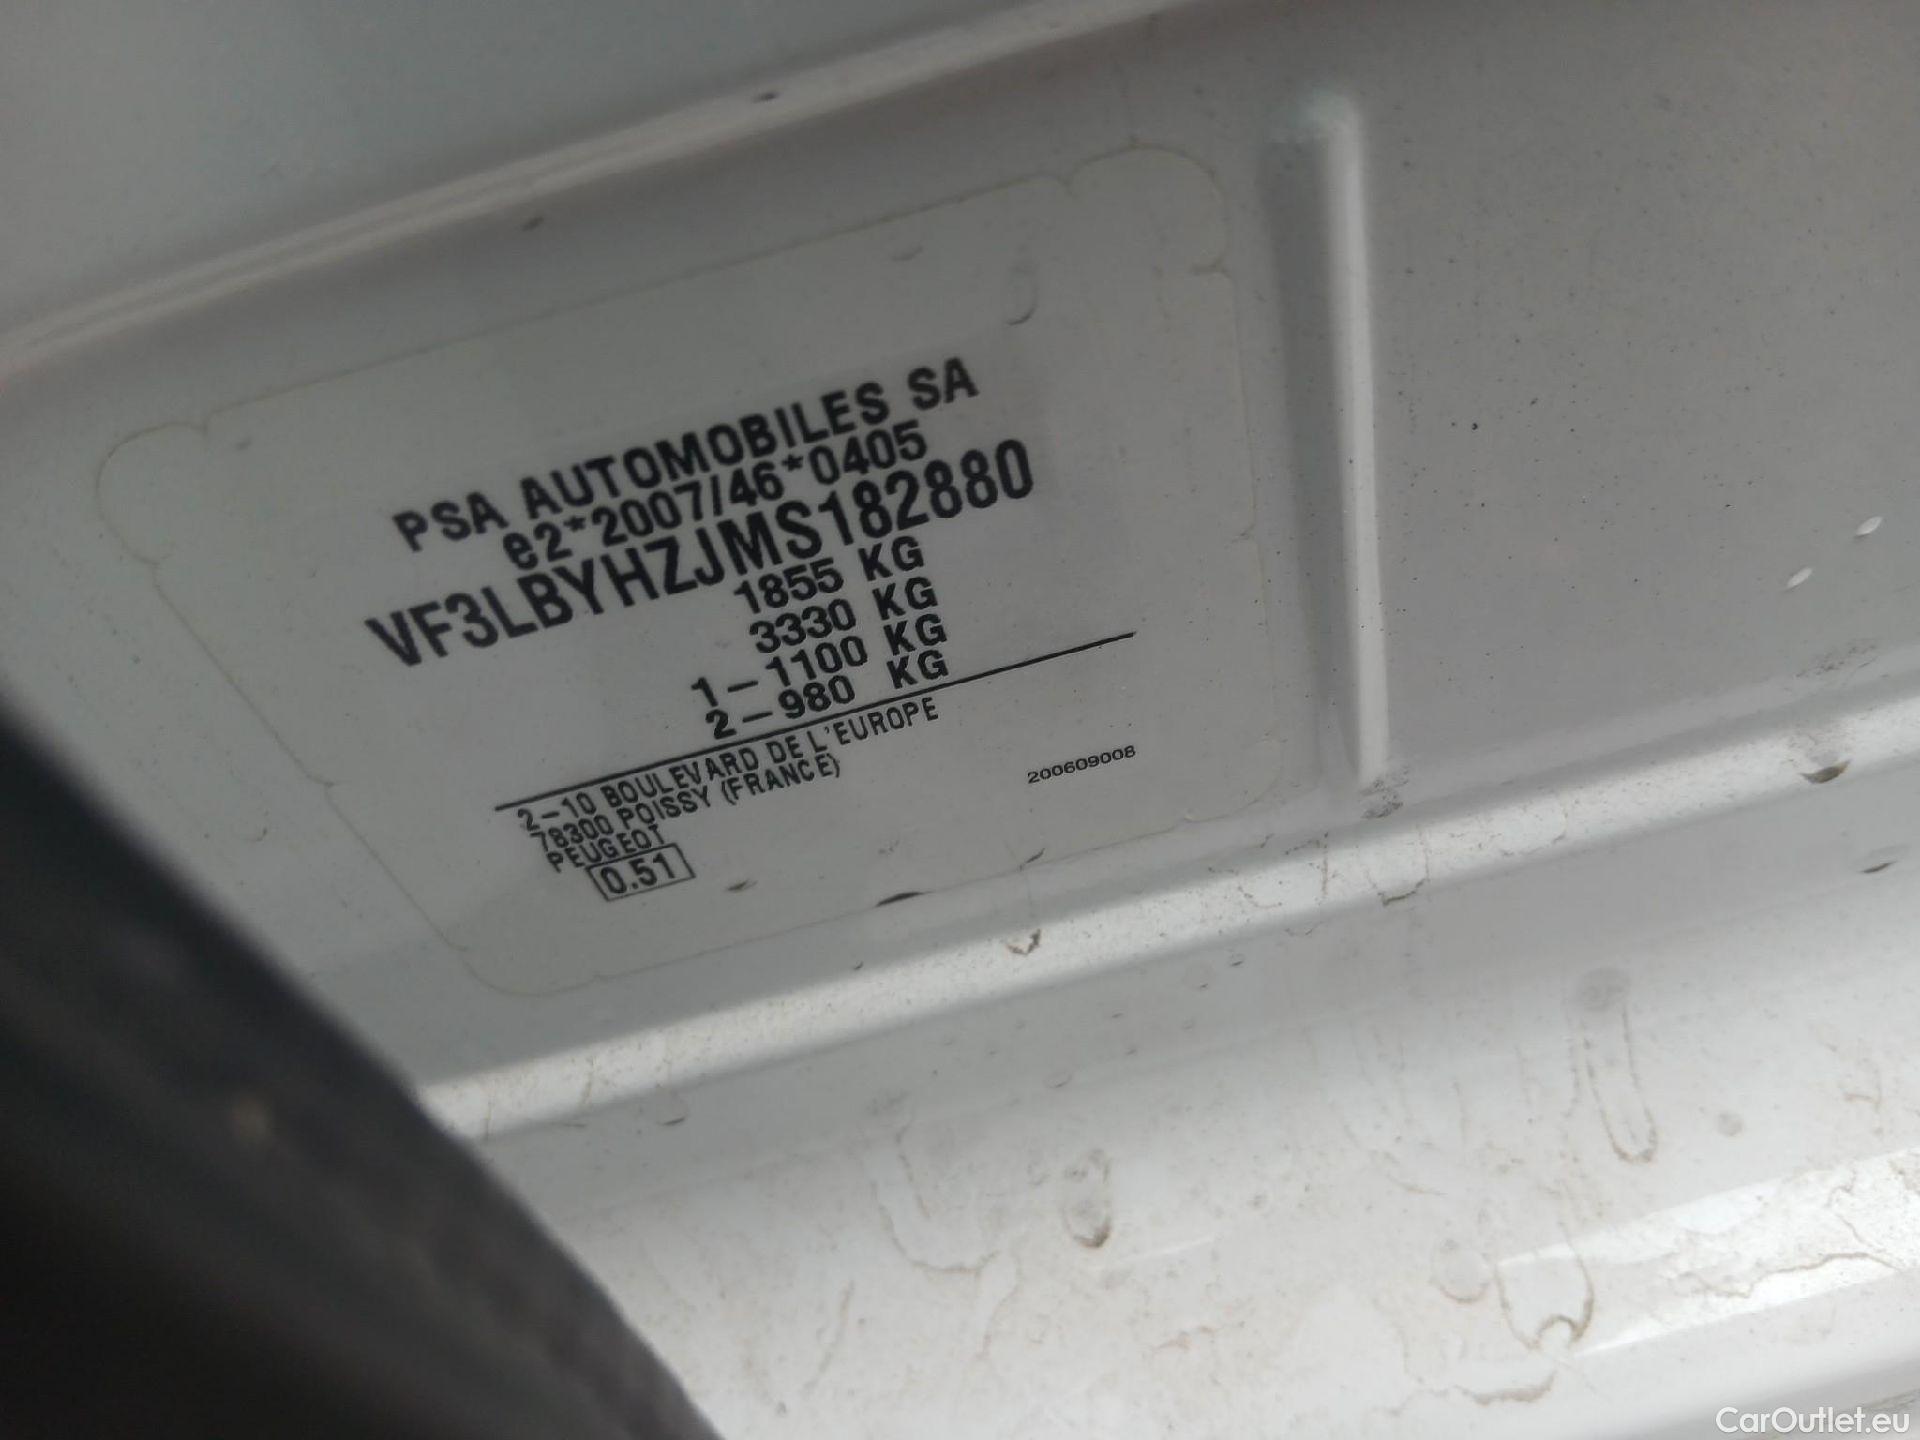 PSA AUTOMOBILES SA
e2*2007/46*0405
VF3LBYHZJMS182880
1855 KG
3330 KG
1-1100 KG
2-980 KG
2-10 BOULEVARD DE L'EUROPE
78300 POISSY (FRANCE)
PEUGEOT
0.51
200609008
CarOutlet.eu